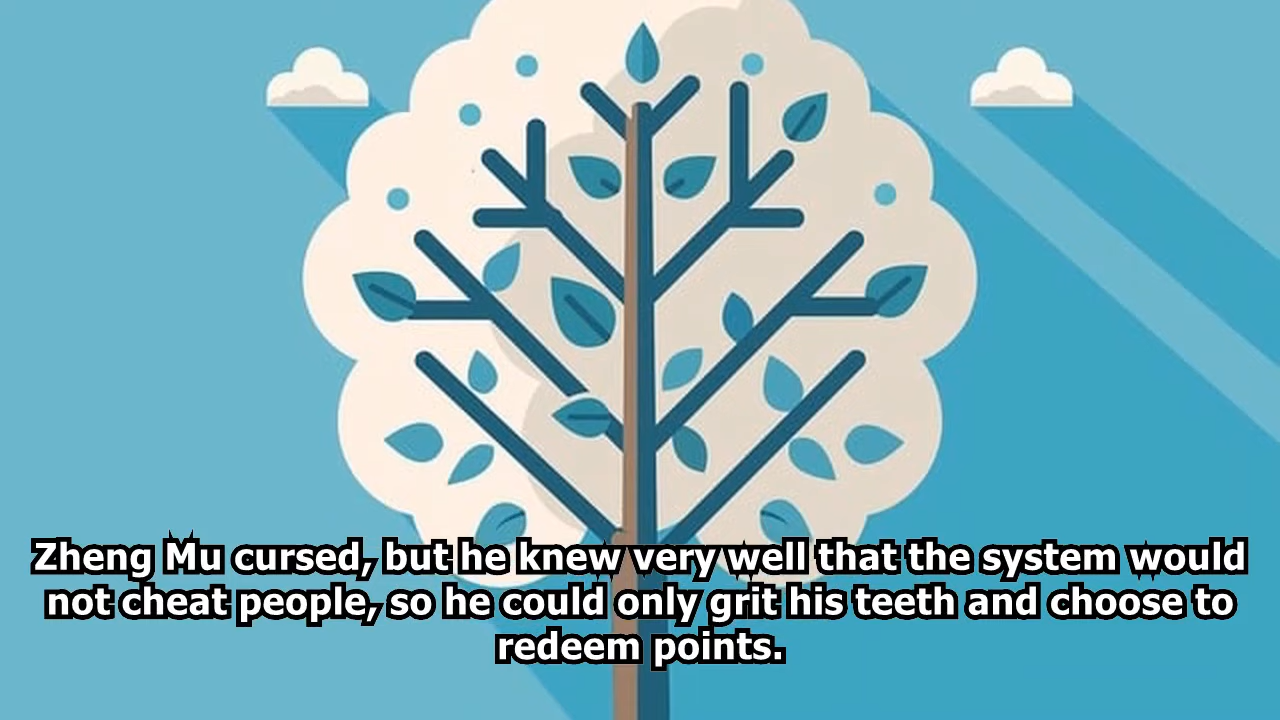 Zheng Mu cursed, but he knew very well that the system would
not cheat people, so he could only grit his teeth and choose to
redeem points.